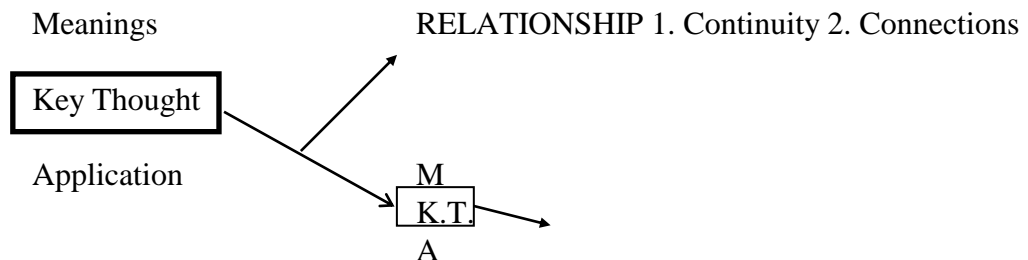 Meanings RELATIONSHIP 1. Continuity 2. Connections
Key Thought
Application
M
K.T.
A